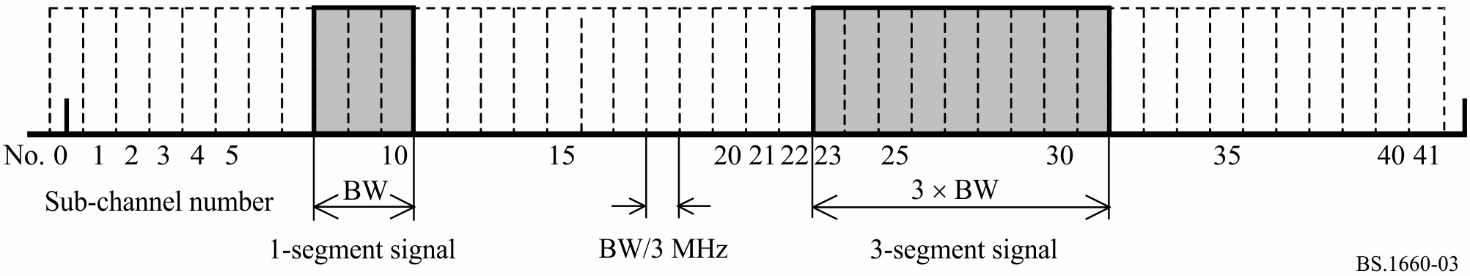 No. 0 1 2 3 4 5 10 15 20 21 22 23 25 30 35 40 41
Sub-channel number BW 3 × BW
1-segment signal BW/3 MHz 3-segment signal
BS.1660-03